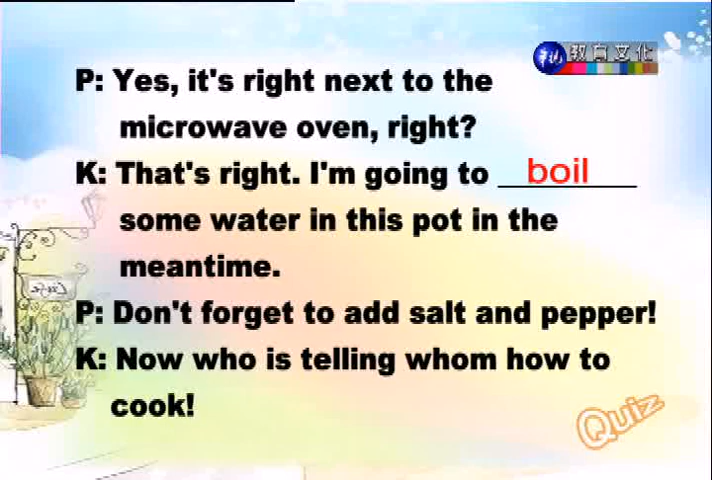 華視 教育文化
P: Yes, it's right next to the
microwave oven, right?
K: That's right. I'm going to boil
some water in this pot in the
meantime.
P: Don't forget to add salt and pepper!
K: Now who is telling whom how to
cook!
Quiz